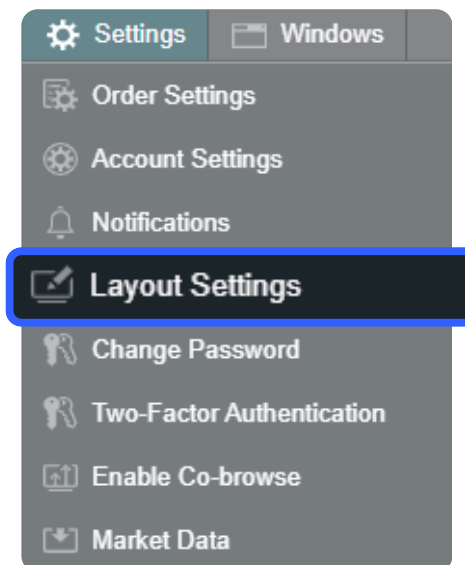 Settings Windows
Order Settings
Account Settings
Notifications
Layout Settings
Change Password
Two-Factor Authentication
Enable Co-browse
Market Data